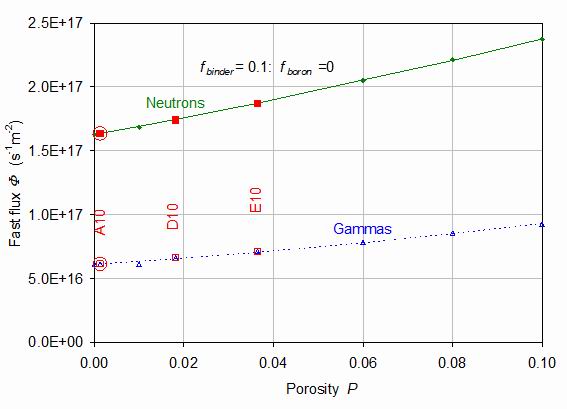 2.5E+17
2.0E+17
1.5E+17
1.0E+17
5.0E+16
0.0E+00
Fast flux Φ (s⁻¹m⁻²)
f binder = 0.1: f boron =0
Neutrons
A10
D10
E10
Gammas
0.00 0.02 0.04 0.06 0.08 0.10
Porosity P